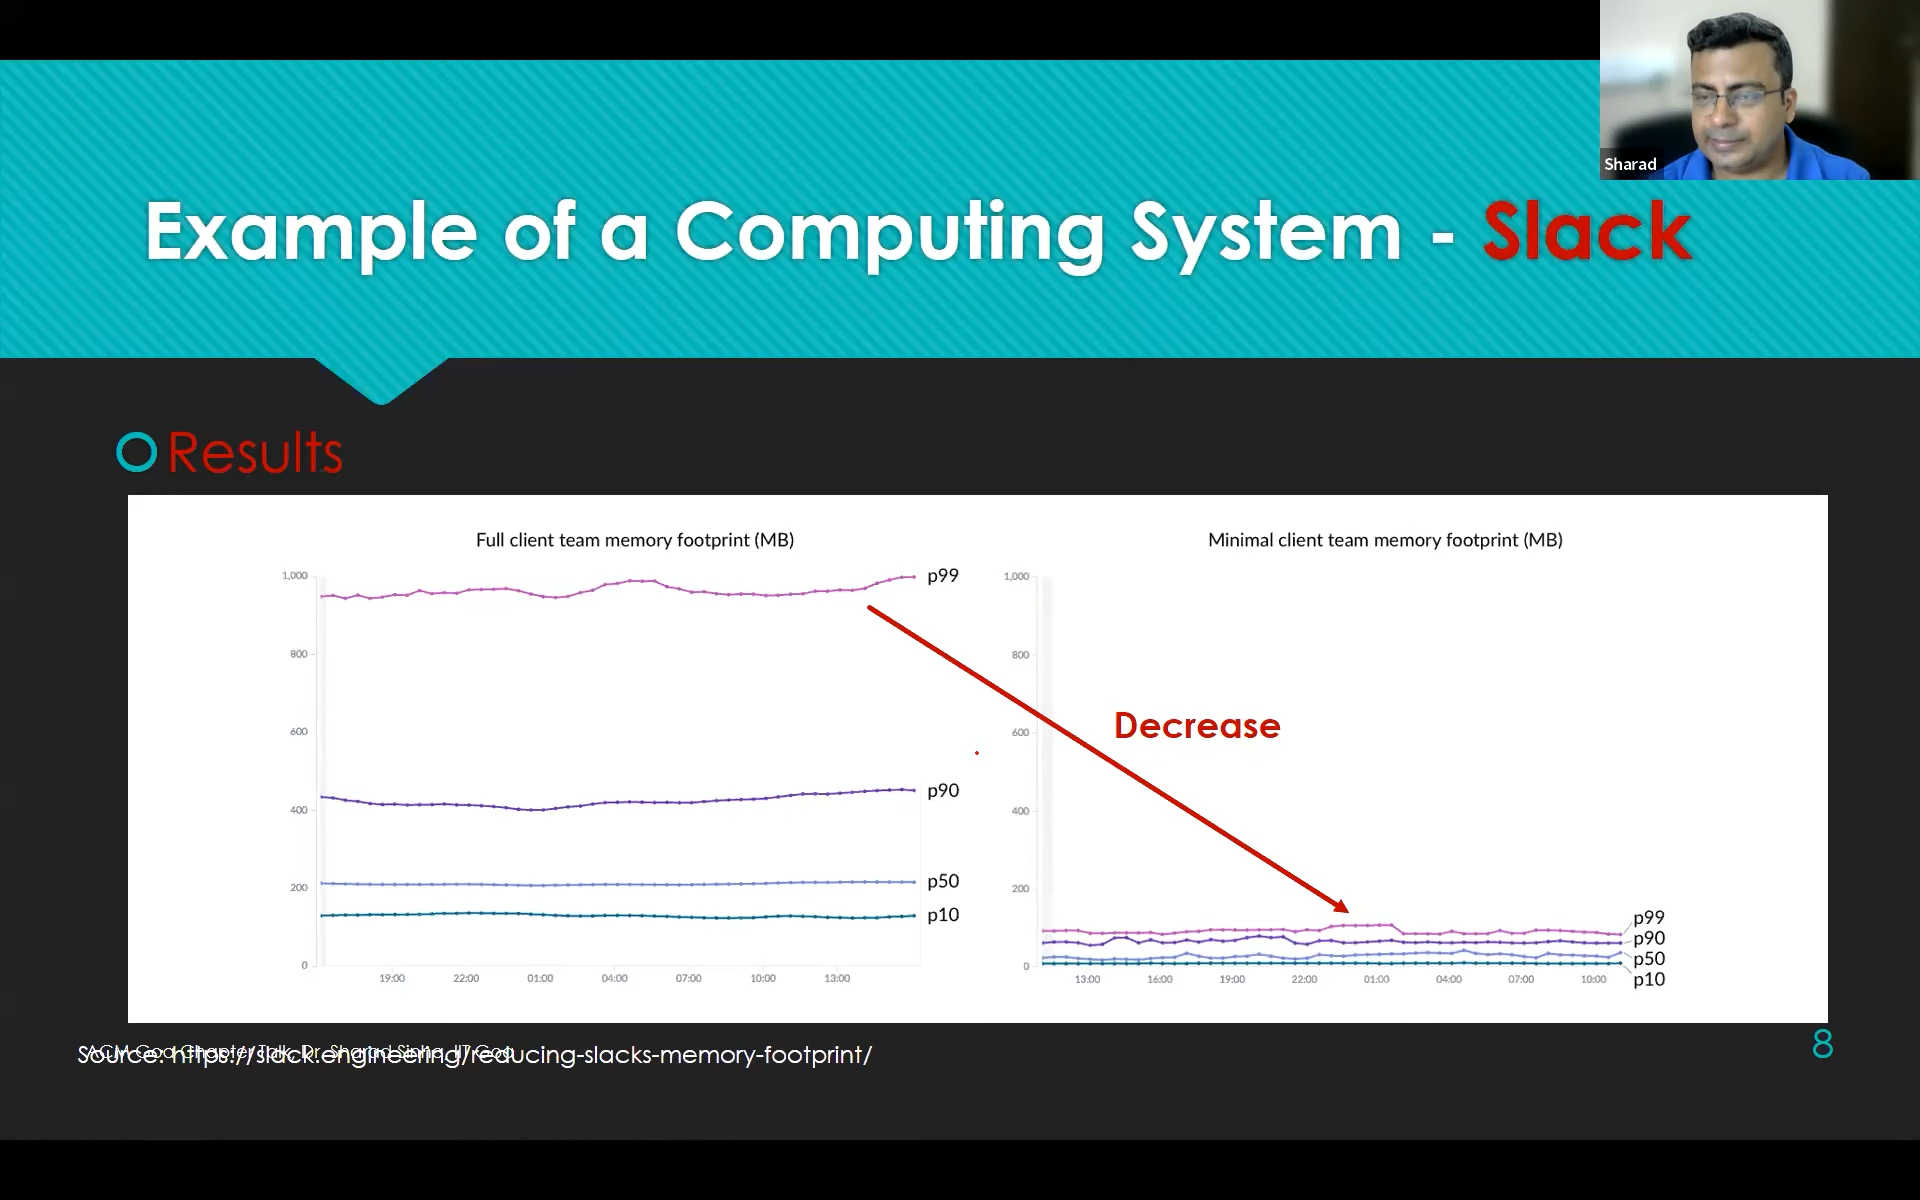 Sharad
Example of a Computing System - Slack
Results
Full client team memory footprint (MB)
1,000
800
600
400
200
0
19:00 22:00 01:00 04:00 07:00 10:00 13:00
p99
p90
p50
p10
Decrease
Minimal client team memory footprint (MB)
1,000
800
600
400
200
0
13:00 16:00 19:00 22:00 01:00 04:00 07:00 10:00
p99
p90
p50
p10
ACM Goa Chapter Talk, Dr. Sharad Sinha, IIT Goa
Source: https://slack.engineering/reducing-slacks-memory-footprint/
8